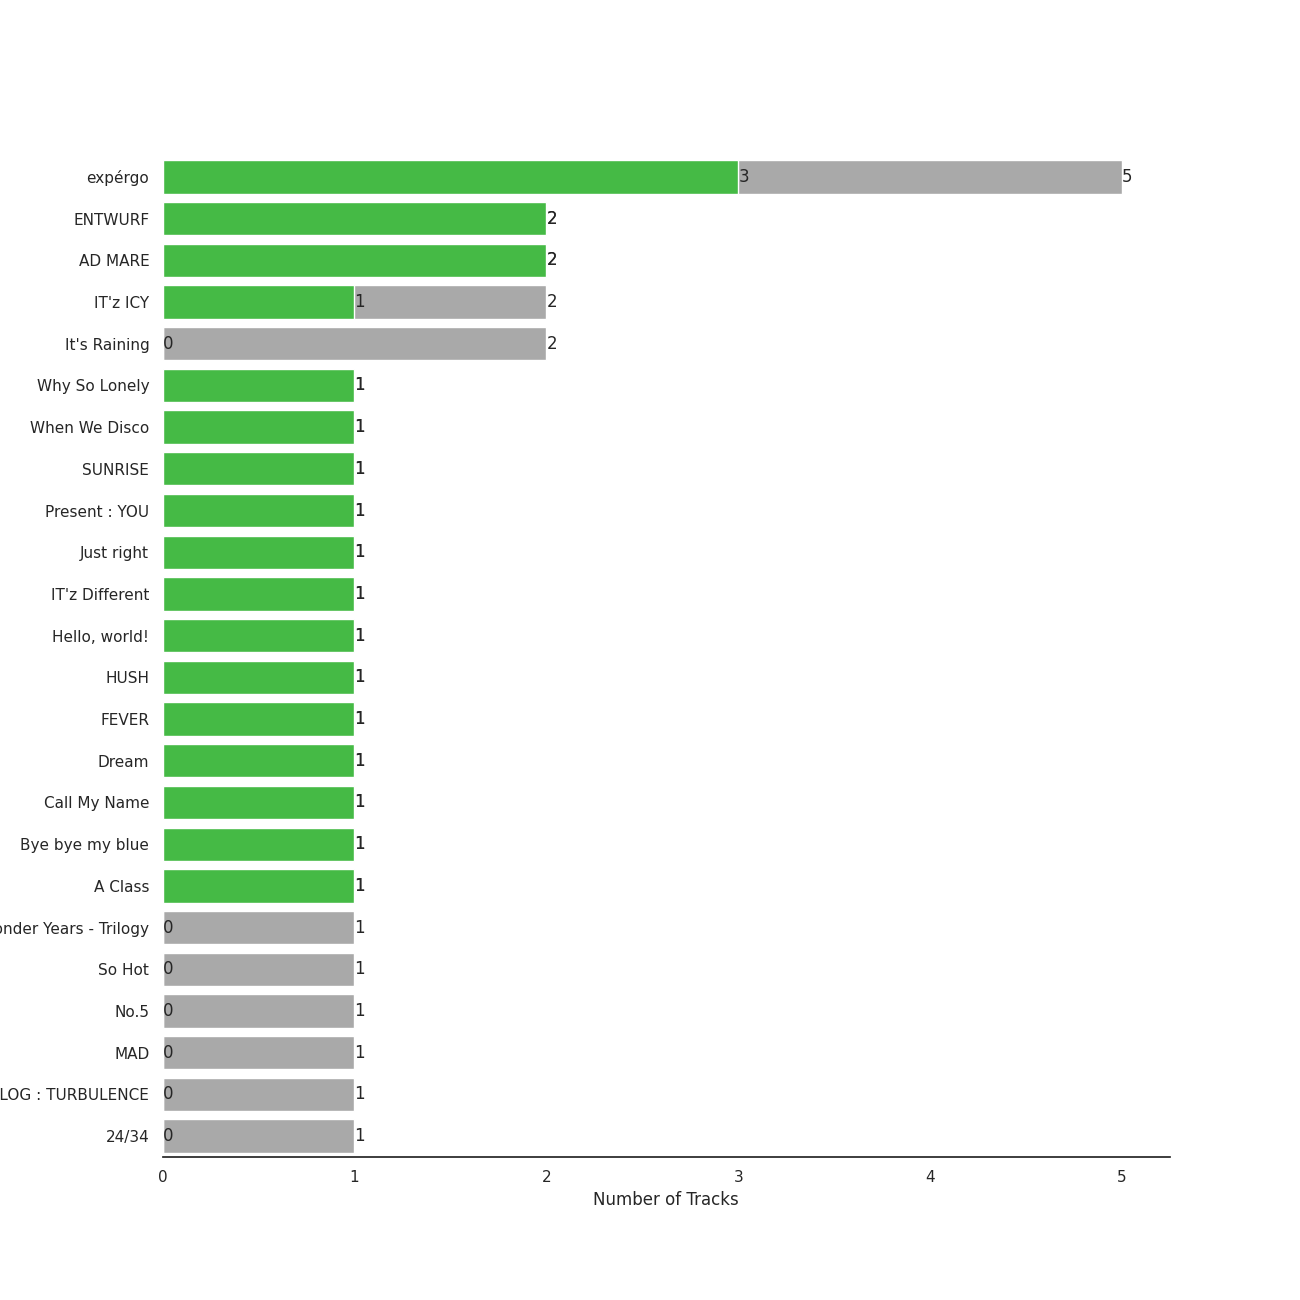 expérgo 3 5
ENTWURF 2
AD MARE 2
IT'z ICY 1 2
It's Raining 0 2
Why So Lonely 1
When We Disco 1
SUNRISE 1
Present : YOU 1
Just right 1
IT'z Different 1
Hello, world! 1
HUSH 1
FEVER 1
Dream 1
Call My Name 1
Bye bye my blue 1
A Class 1
Years - Trilogy 0 1
So Hot 0 1
No.5 0 1
MAD 0 1
: TURBULENCE 0 1
24/34 0 1
0 1 2 3 4 5
Number of Tracks